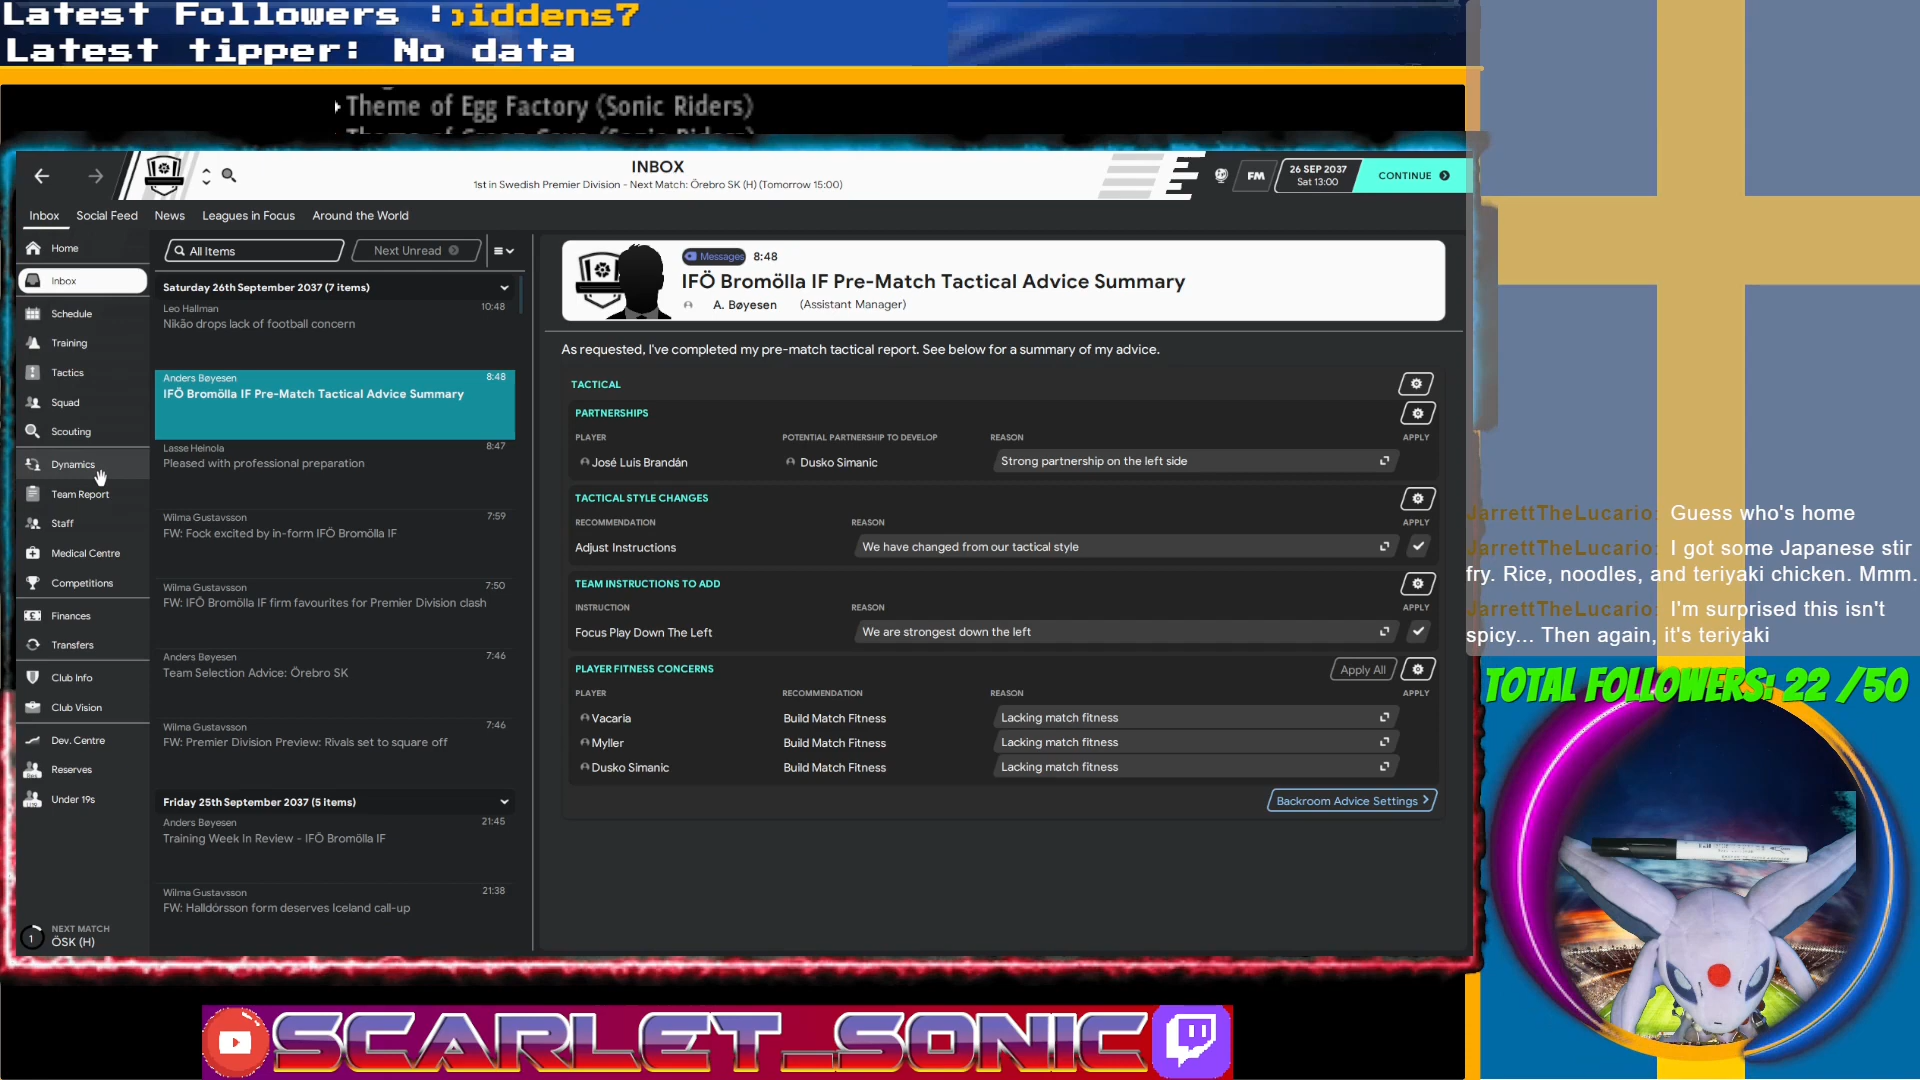 Latest Followers :
iddens7
Latest tipper: No data
Theme of Egg Factory (Sonic Riders)
INBOX
1st in Swedish Premier Division - Next Match: Örebro SK (H) (Tomorrow 15:00)
FM
26 SEP 2037
Sat 13:00
CONTINUE
Inbox Social Feed News Leagues in Focus Around the World
Home
Inbox
Schedule
Training
Tactics
Squad
Scouting
Dynamics
Team Report
Staff
Medical Centre
Competitions
Finances
Transfers
Club Info
Club Vision
Dev. Centre
Reserves
Under 19s
1
NEXT MATCH
ÖSK (H)
All Items
Next Unread
Saturday 26th September 2037 (7 items)
Leo Hallman 10:48
Nikão drops lack of football concern
Anders Bøyesen 8:48
IFÖ Bromölla IF Pre-Match Tactical Advice Summary
Lasse Heinola 8:47
Pleased with professional preparation
Wilma Gustavsson 7:59
FW: Fock excited by in-form IFÖ Bromölla IF
Wilma Gustavsson 7:50
FW: IFÖ Bromölla IF firm favourites for Premier Division clash
Anders Bøyesen 7:46
Team Selection Advice: Örebro SK
Wilma Gustavsson 7:46
FW: Premier Division Preview: Rivals set to square off
Friday 25th September 2037 (5 items)
Anders Bøyesen 21:45
Training Week In Review - IFÖ Bromölla IF
Wilma Gustavsson 21:38
FW: Halldórsson form deserves Iceland call-up
Messages 8:48
IFÖ Bromölla IF Pre-Match Tactical Advice Summary
A. Bøyesen (Assistant Manager)
As requested, I've completed my pre-match tactical report. See below for a summary of my advice.
TACTICAL
PARTNERSHIPS
PLAYER POTENTIAL PARTNERSHIP TO DEVELOP REASON APPLY
José Luis Brandán Dusko Simanic Strong partnership on the left side
TACTICAL STYLE CHANGES
RECOMMENDATION REASON APPLY
Adjust Instructions We have changed from our tactical style
TEAM INSTRUCTIONS TO ADD
INSTRUCTION REASON APPLY
Focus Play Down The Left We are strongest down the left
PLAYER FITNESS CONCERNS Apply All
PLAYER RECOMMENDATION REASON APPLY
Vacaria Build Match Fitness Lacking match fitness
Myller Build Match Fitness Lacking match fitness
Dusko Simanic Build Match Fitness Lacking match fitness
Backroom Advice Settings
JarrettTheLucario: Guess who's home
JarrettTheLucario: I got some Japanese stir
fry. Rice, noodles, and teriyaki chicken. Mmm.
JarrettTheLucario: I'm surprised this isn't
spicy... Then again, it's teriyaki
TOTAL FOLLOWERS: 22 /50
SCARLET_SONIC